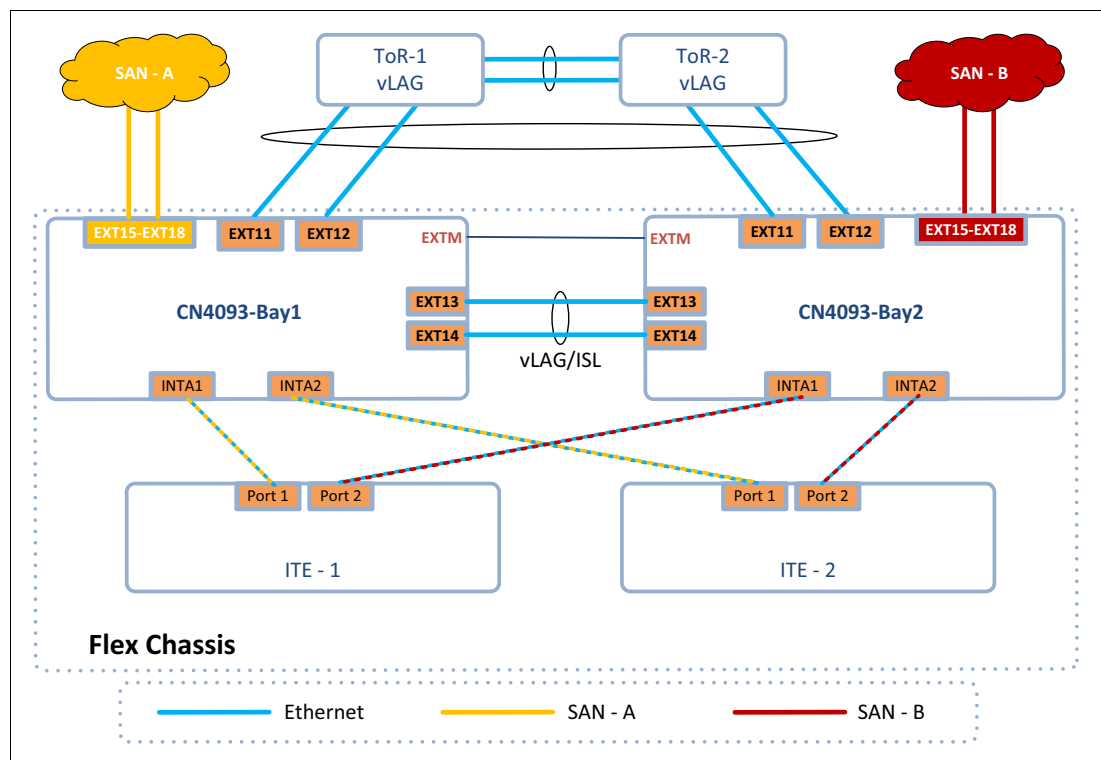 SAN - A
ToR-1
vLAG
ToR-2
vLAG
SAN - B
EXT15-EXT18
EXT11
EXT12
EXTM
EXTM
EXT11
EXT12
EXT15-EXT18
CN4093-Bay1
EXT13
EXT13
CN4093-Bay2
EXT14
EXT14
vLAG/ISL
INTA1
INTA2
INTA1
INTA2
Port 1
Port 2
Port 1
Port 2
ITE - 1
ITE - 2
Flex Chassis
Ethernet
SAN - A
SAN - B